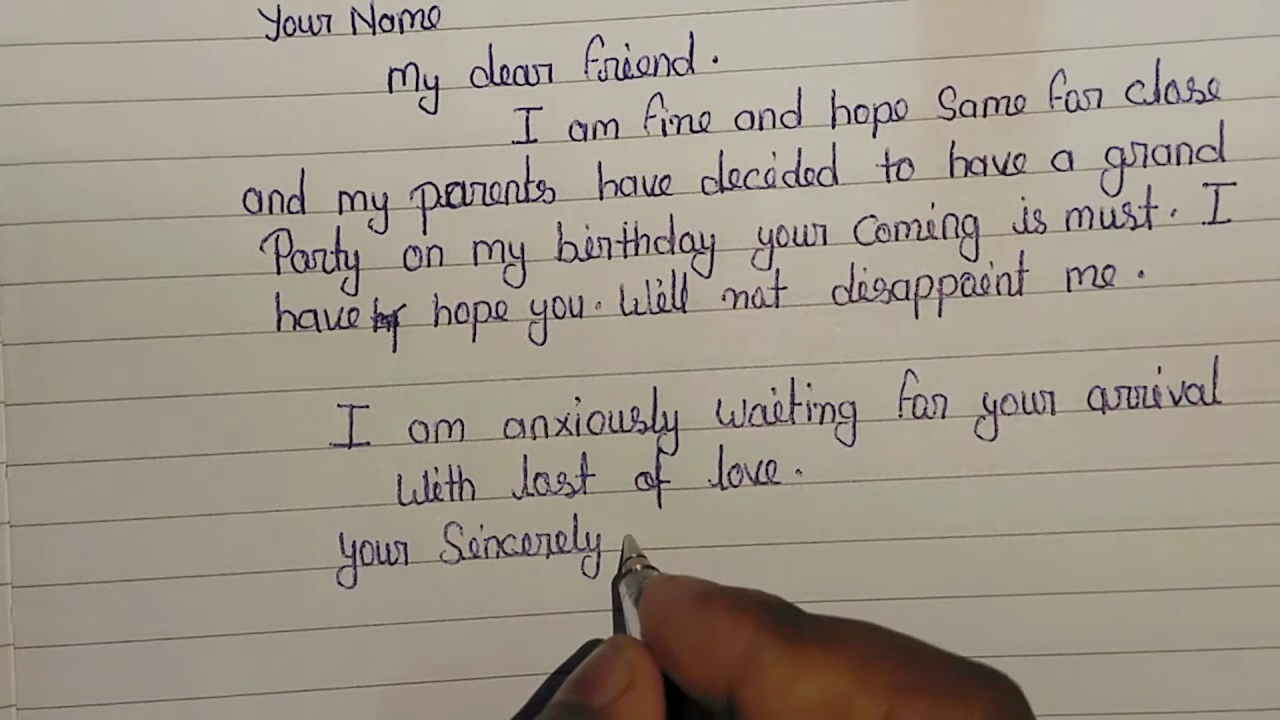 Your Name
My dear friend.
I am fine and hope Same for close
and my parents have decided to have a grand
Party on my birthday your Coming is must. I
have hope you. Will not disappoint me.
I am anxiously waiting for your arrival
With last of love.
your Sincerely